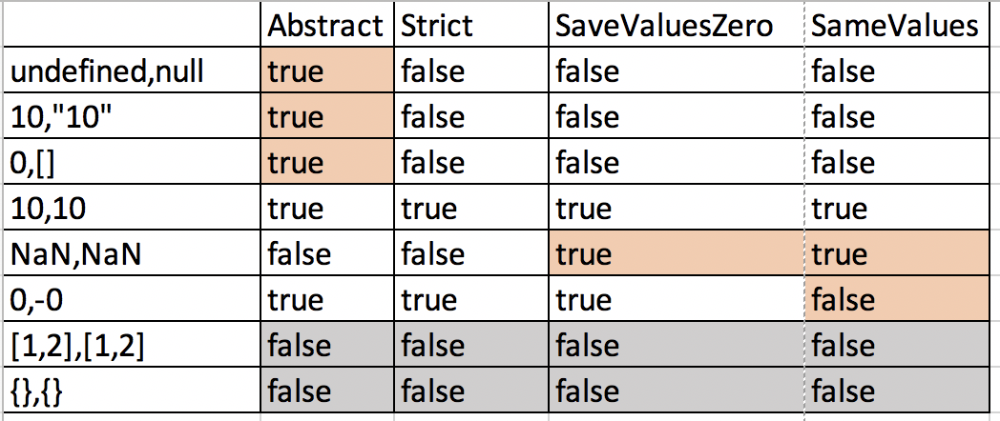 Abstract Strict SaveValuesZero SameValues
undefined,null true false false false
10,"10" true false false false
0,[] true false false false
10,10 true true true true
NaN,NaN false false true true
0,-0 true true true false
[1,2],[1,2] false false false false
{},{} false false false false